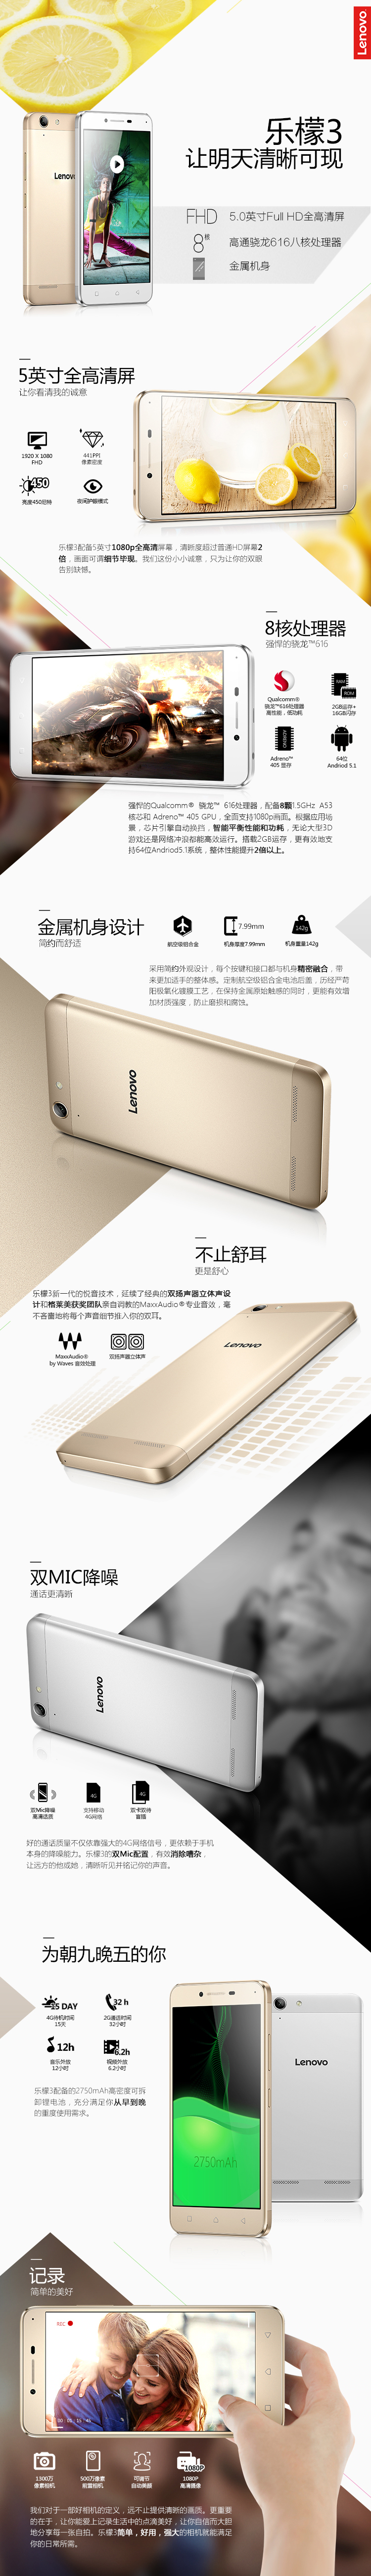 Lenovo
乐檬3
让明天清晰可现
Lenovo
FHD 5.0英寸Full HD全高清屏
8核 高通骁龙616八核处理器
金属机身
5英寸全高清屏
让你看清我的诚意
1920 X 1080
FHD
441PPI
像素密度
450
亮度450尼特
夜间护眼模式
乐檬3配备5英寸1080p全高清屏幕，清晰度超过普通HD屏幕2
倍，画面可谓细节毕现。我们这份小小诚意，只为让你的双眼
告别缺憾。
8核处理器
强悍的骁龙™616
Qualcomm®
骁龙™616处理器
高性能，低功耗
RAM
ROM
2GB运存+
16GB闪存
Adreno™
405 显存
64位
Andriod 5.1
强悍的Qualcomm® 骁龙™ 616处理器，配备8颗1.5GHz A53
核芯和 Adreno™ 405 GPU，全面支持1080p画面。根据应用场
景，芯片引擎自动换挡，智能平衡性能和功耗，无论大型3D
游戏还是网络冲浪都能高效运行。搭载2GB运存，更有效地支
持64位Android5.1系统，整体性能提升2倍以上。
金属机身设计
简约而舒适
航空级铝合金
7.99mm
机身厚度7.99mm
142g
机身重量142g
采用简约外观设计，每个按键和接口都与机身精密融合，带
来更加适手的整体感。定制航空级铝合金电池后盖，历经严苛
阳极氧化镀膜工艺，在保持金属原始触感的同时，更能有效增
加材质强度，防止磨损和腐蚀。
Lenovo
不止舒耳
更是舒心
乐檬3新一代的悦音技术，延续了经典的双扬声器立体声设
计和格莱美获奖团队亲自调教的MaxxAudio®专业音效，毫
不吝啬地将每个声音细节推入你的双耳。
MaxxAudio®
by Waves 音效处理
双扬声器立体声
Lenovo
双MIC降噪
通话更清晰
Lenovo
双Mic降噪
高清话质
4G
支持移动
4G网络
4G
双卡双待
盲插
好的通话质量不仅依靠强大的4G网络信号，更依赖于手机
本身的降噪能力。乐檬3的双Mic配置，有效消除嘈杂，
让远方的他或她，清晰听见并铭记你的声音。
为朝九晚五的你
15 DAY
4G待机时间
15天
32 h
2G通话时间
32小时
12h
音乐外放
12小时
6.2h
视频外放
6.2小时
乐檬3配备的2750mAh高密度可拆
卸锂电池，充分满足你从早到晚
的重度使用需求。
Lenovo
2750mAh
记录
简单的美好
REC
1300万
像素相机
500万像素
前置相机
可调节
自动美颜
1080P
1080P
高清摄像
我们对于一部好相机的定义，远不止提供清晰的画质。更重要
的在于，让你能爱上记录生活中的点滴美好，让你自信而大胆
地分享每一张自拍。乐檬3简单，好用，强大的相机就能满足
你的日常所需。